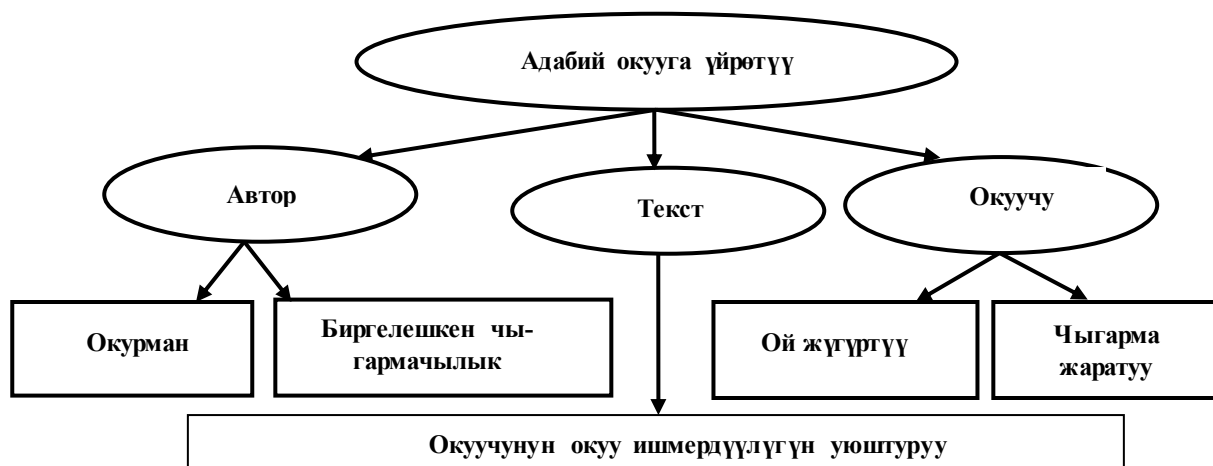 Адабий окууга үйрөтүү
Автор
Текст
Окуучу
Окурман
Биргелешкен чы-
гармачылык
Ой жүгүртүү
Чыгарма
жаратуу
Окуучунун окуу ишмердүүлүгүн уюштуруу